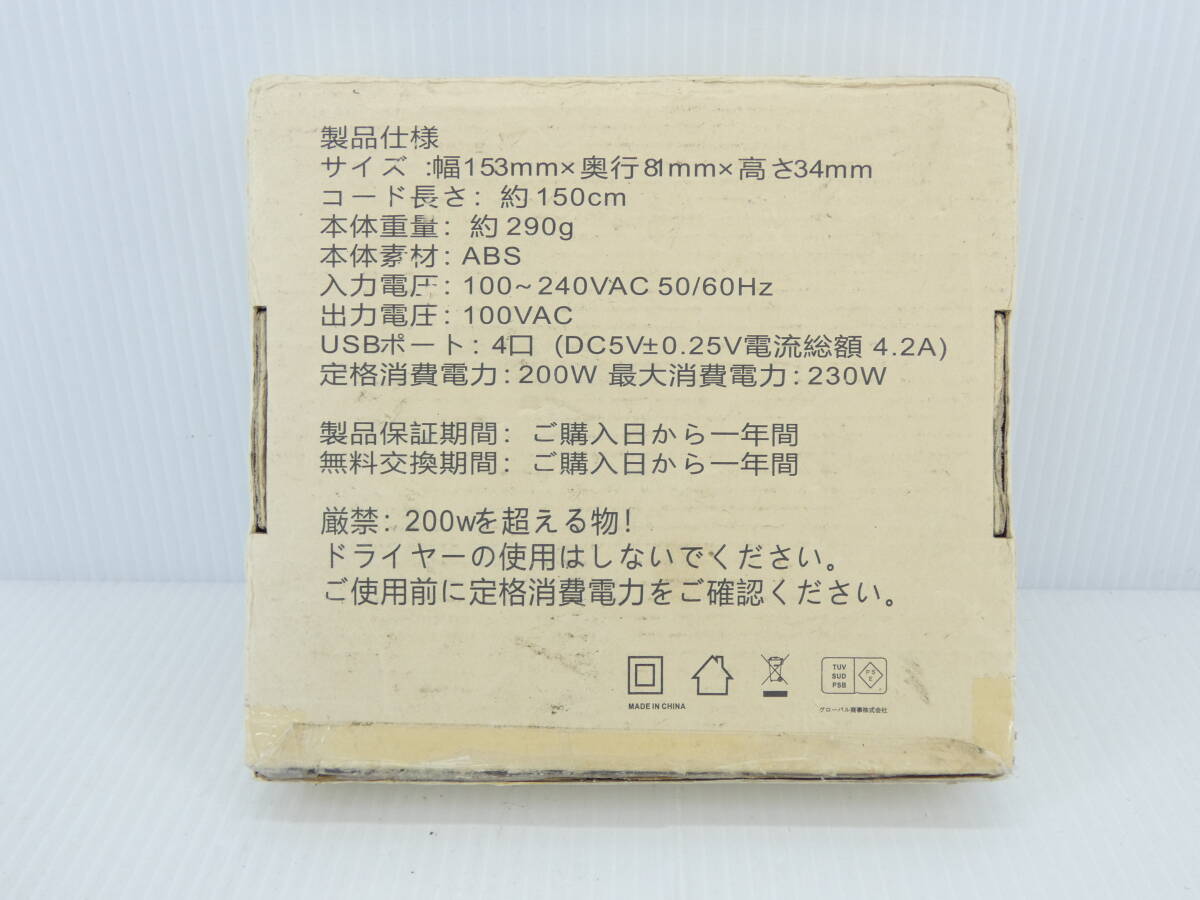 製品仕様
サイズ :幅153mm×奥行81mm×高さ34mm
コード長さ: 約150cm
本体重量: 約290g
本体素材: ABS
入力電圧: 100~240VAC 50/60Hz
出力電圧: 100VAC
USBポート: 4口 (DC5V±0.25V電流総額 4.2A)
定格消費電力: 200W 最大消費電力: 230W
製品保証期間: ご購入日から一年間
無料交換期間: ご購入日から一年間
厳禁: 200wを超える物!
ドライヤーの使用はしないでください。
ご使用前に定格消費電力をご確認ください。
TUV
SUD
PSB
PS
E
MADE IN CHINA
グローバル商事株式会社